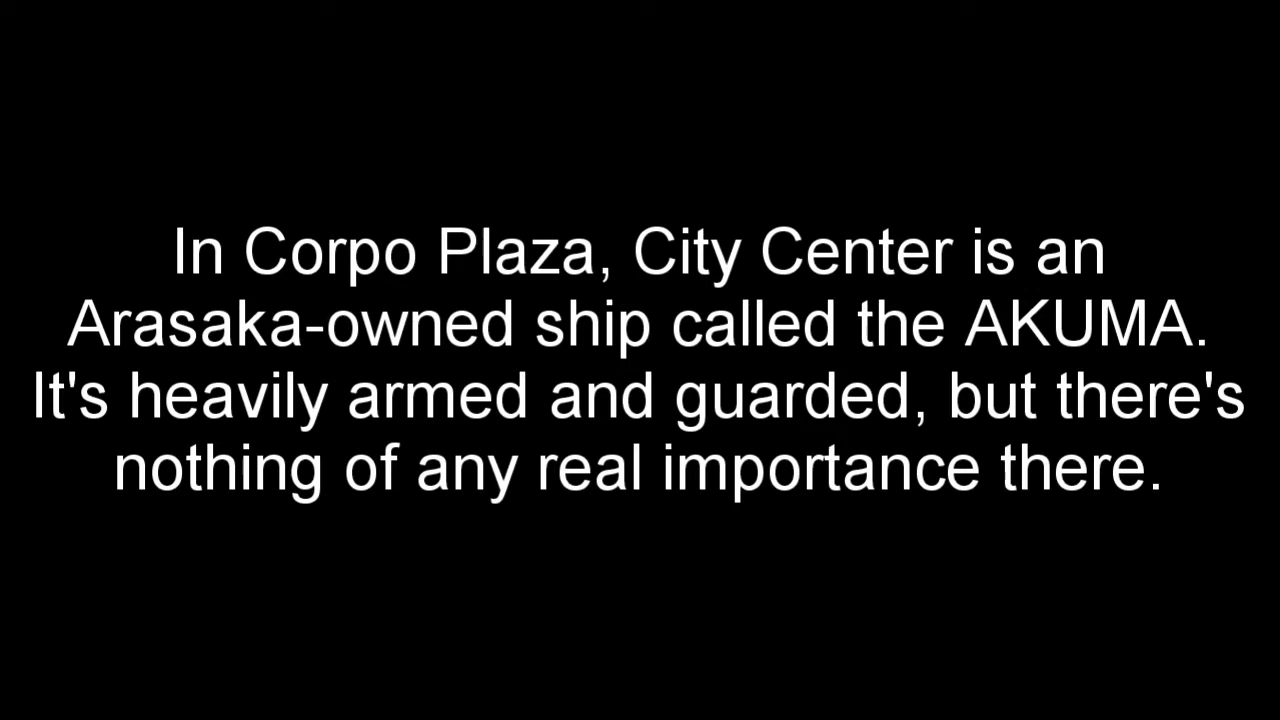 In Corpo Plaza, City Center is an
Arasaka-owned ship called the AKUMA.
It's heavily armed and guarded, but there's
nothing of any real importance there.